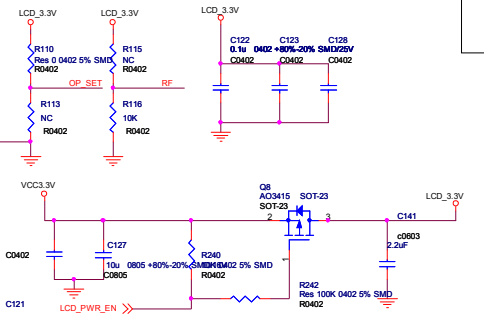 LCD_3.3V
LCD_3.3V
LCD_3.3V
R110
Res 0 0402 5% SMD
R0402
R115
NC
R0402
OP_SET
RF
R113
NC
R0402
R116
10K
R0402
C122
0.1u 0402 +80%-20% SMD/25V
C0402
C123
C0402
C128
C0402
VCC3.3V
Q8
AO3415 SOT-23
SOT-23
2
3
1
LCD_3.3V
C141
c0603
2.2uF
C0402
C127
10u 0805 +80%-20%
C0805
R240
0402 5% SMD
R0402
R242
Res 100K 0402 5% SMD
R0402
C121
LCD_PWR_EN